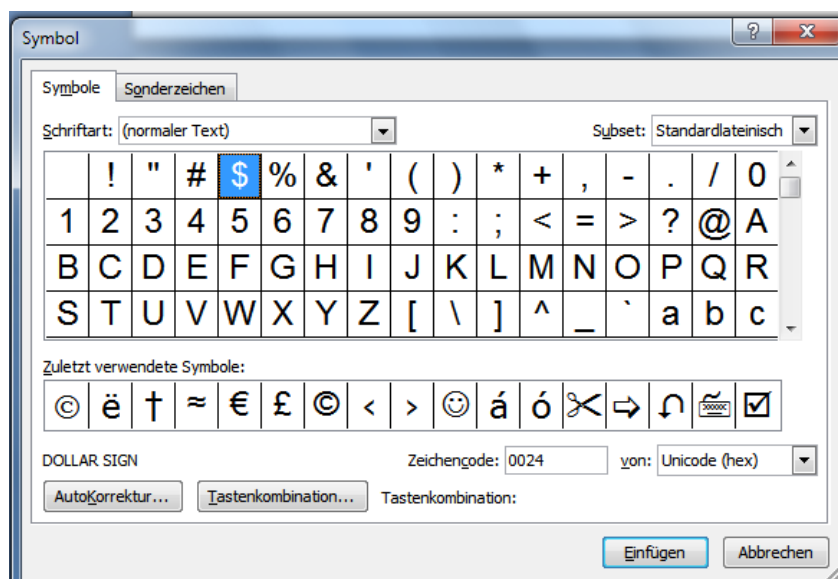 Symbol
Symbole Sonderzeichen
Schriftart: (normaler Text) Subset: Standardlateinisch
! " # $ % & ' ( ) * + , - . / 0
1 2 3 4 5 6 7 8 9 : ; < = > ? @ A
B C D E F G H I J K L M N O P Q R
S T U V W X Y Z [ \ ] ^ _ ` a b c
Zuletzt verwendete Symbole:
© ë † ≈ € £ © ‹ › ☺ á ó ✂ ⇨ ⮏ ⌨ ☑
DOLLAR SIGN Zeichencode: 0024 von: Unicode (hex)
AutoKorrektur... Tastenkombination... Tastenkombination:
Einfügen Abbrechen